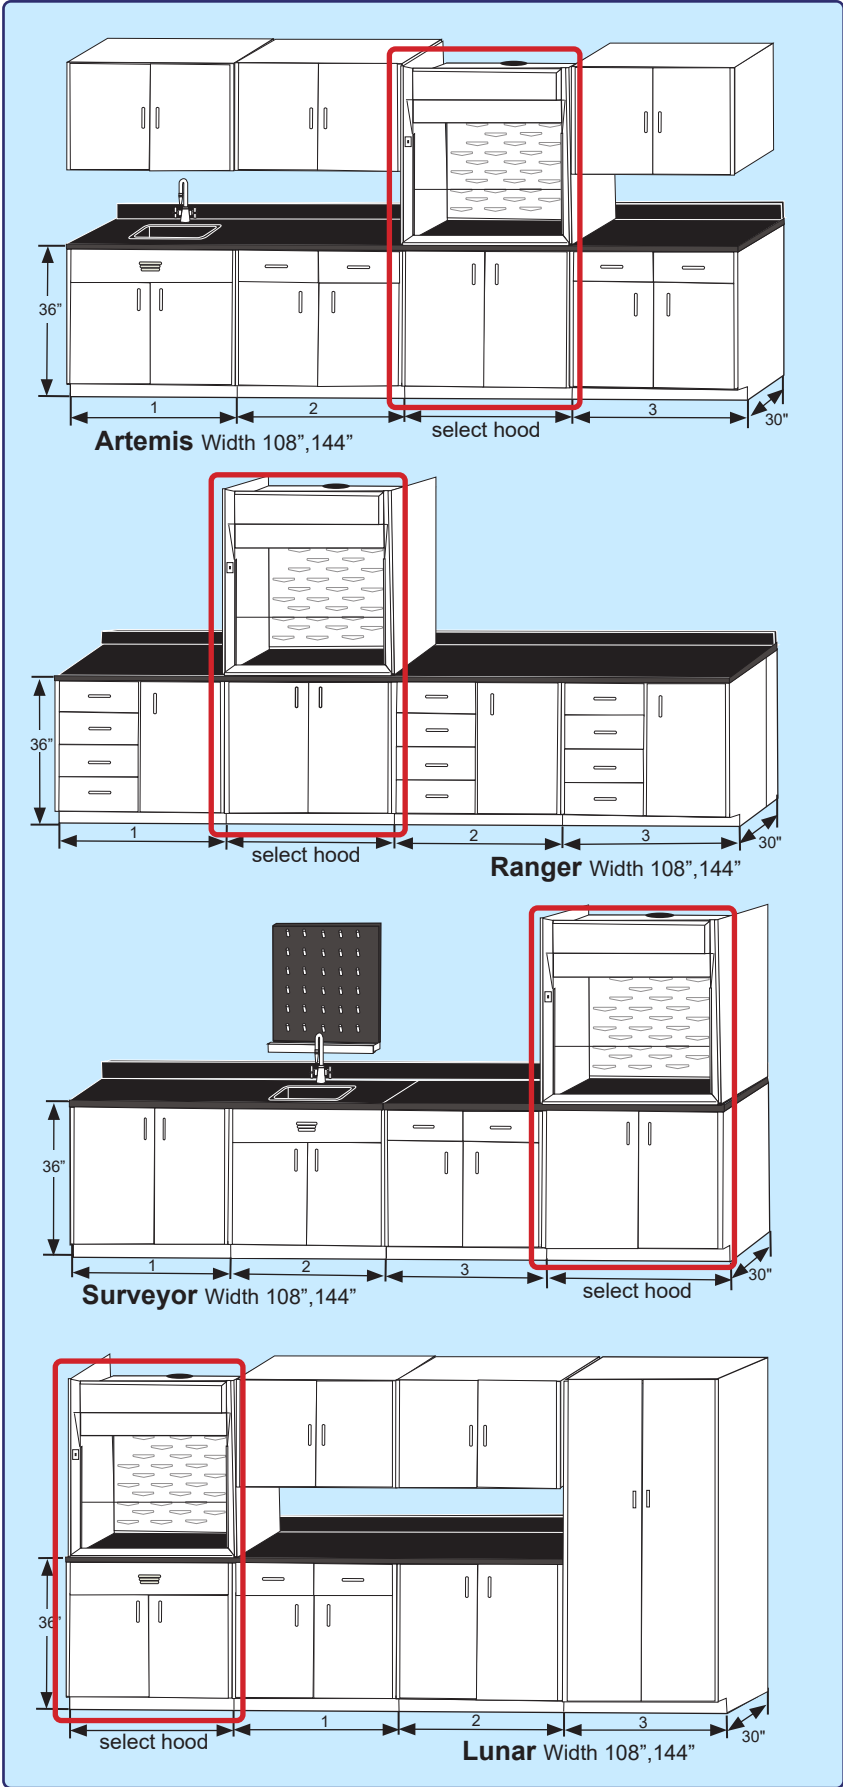 36”
1
2
select hood
3
30"
Artemis Width 108”,144”
36”
1
select hood
2
3
30"
Ranger Width 108”,144”
36”
1
2
3
select hood
30"
Surveyor Width 108”,144”
36”
select hood
1
2
3
30"
Lunar Width 108”,144”